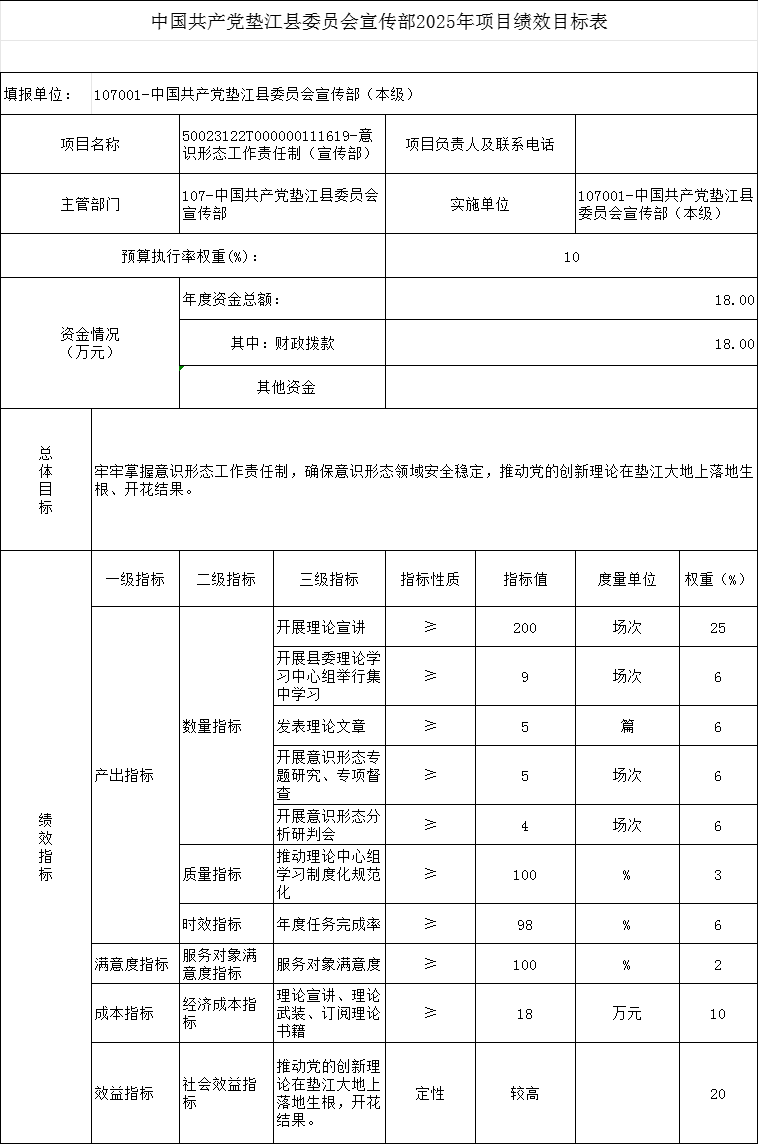 中国共产党垫江县委员会宣传部2025年项目绩效目标表
填报单位： 107001-中国共产党垫江县委员会宣传部（本级）
项目名称
50023122T000000111619-意
识形态工作责任制（宣传部）
项目负责人及联系电话
主管部门
107-中国共产党垫江县委员会
宣传部
实施单位
107001-中国共产党垫江县
委员会宣传部（本级）
预算执行率权重(%)： 10
资金情况
（万元）
年度资金总额： 18.00
其中：财政拨款 18.00
其他资金
总
体
目
标
牢牢掌握意识形态工作责任制，确保意识形态领域安全稳定，推动党的创新理论在垫江大地上落地生
根、开花结果。
绩
效
指
标
一级指标 二级指标 三级指标 指标性质 指标值 度量单位 权重（%）
产出指标
数量指标
开展理论宣讲 ≥ 200 场次 25
开展县委理论学
习中心组举行集
中学习
≥ 9 场次 6
发表理论文章 ≥ 5 篇 6
开展意识形态专
题研究、专项督
查
≥ 5 场次 6
开展意识形态分
析研判会
≥ 4 场次 6
质量指标
推动理论中心组
学习制度化规范
化
≥ 100 % 3
时效指标 年度任务完成率 ≥ 98 % 6
满意度指标
服务对象满
意度指标
服务对象满意度 ≥ 100 % 2
成本指标
经济成本指
标
理论宣讲、理论
武装、订阅理论
书籍
≥ 18 万元 10
效益指标
社会效益指
标
推动党的创新理
论在垫江大地上
落地生根，开花
结果。
定性 较高 20